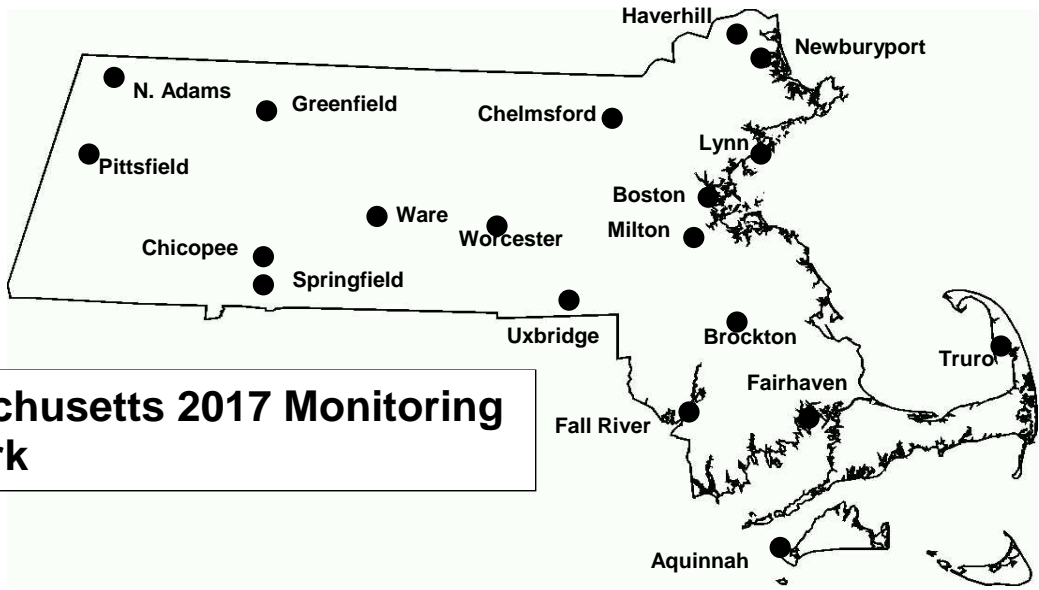 Haverhill
Newburyport
N. Adams
Greenfield
Chelmsford
Lynn
Pittsfield
Boston
Ware
Milton
Worcester
Chicopee
Springfield
Uxbridge
Brockton
Truro
Fairhaven
chusetts 2017 Monitoring
rk
Fall River
Aquinnah